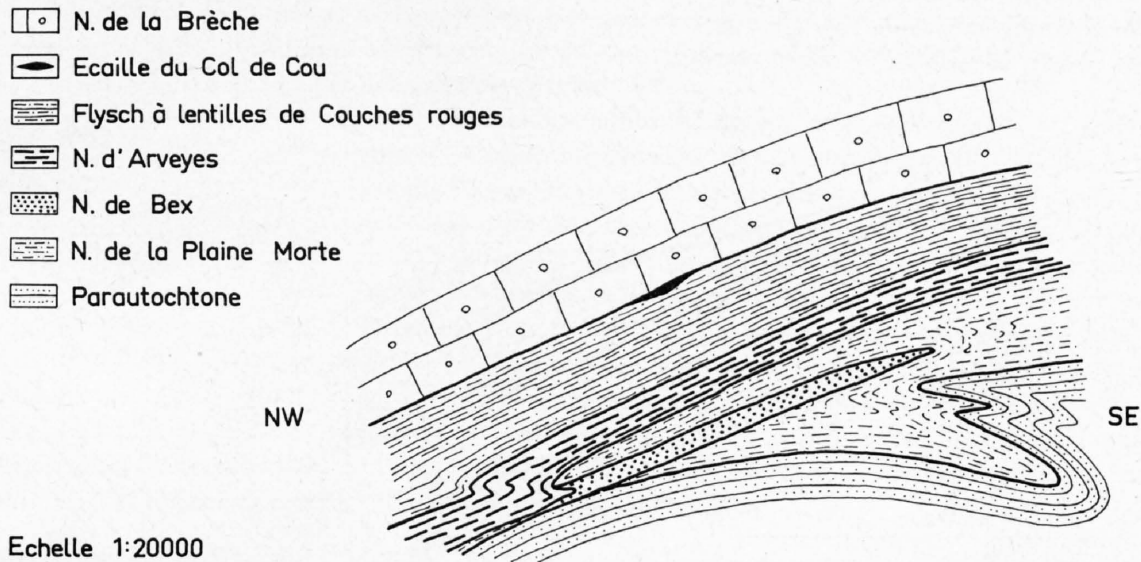 N. de la Brèche
Ecaille du Col de Cou
Flysch à lentilles de Couches rouges
N. d'Arveyes
N. de Bex
N. de la Plaine Morte
Parautochtone
NW
SE
Echelle 1:20000